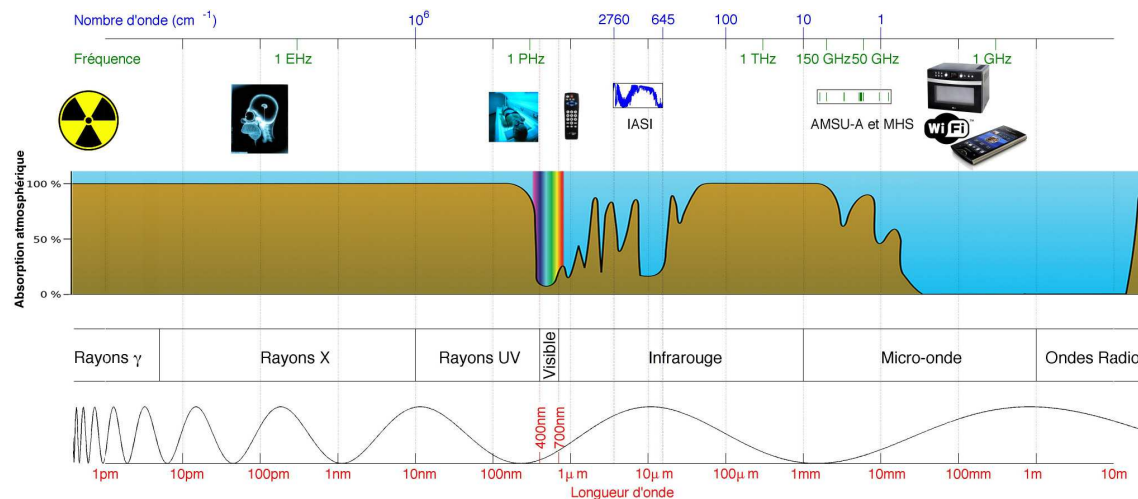 Nombre d'onde (cm -1) 10^6 2760 645 100 10 1
Fréquence 1 EHz 1 PHz 1 THz 150 GHz 50 GHz 1 GHz
IASI
AMSU-A et MHS
Wi Fi
TM
Absorption atmosphérique
100 %
50 %
0 %
Rayons γ Rayons X Rayons UV Visible Infrarouge Micro-onde Ondes Radio
400nm
700nm
1pm 10pm 100pm 1nm 10nm 100nm 1μm 10μm 100μm 1mm 10mm 100mm 1m 10m
Longueur d'onde